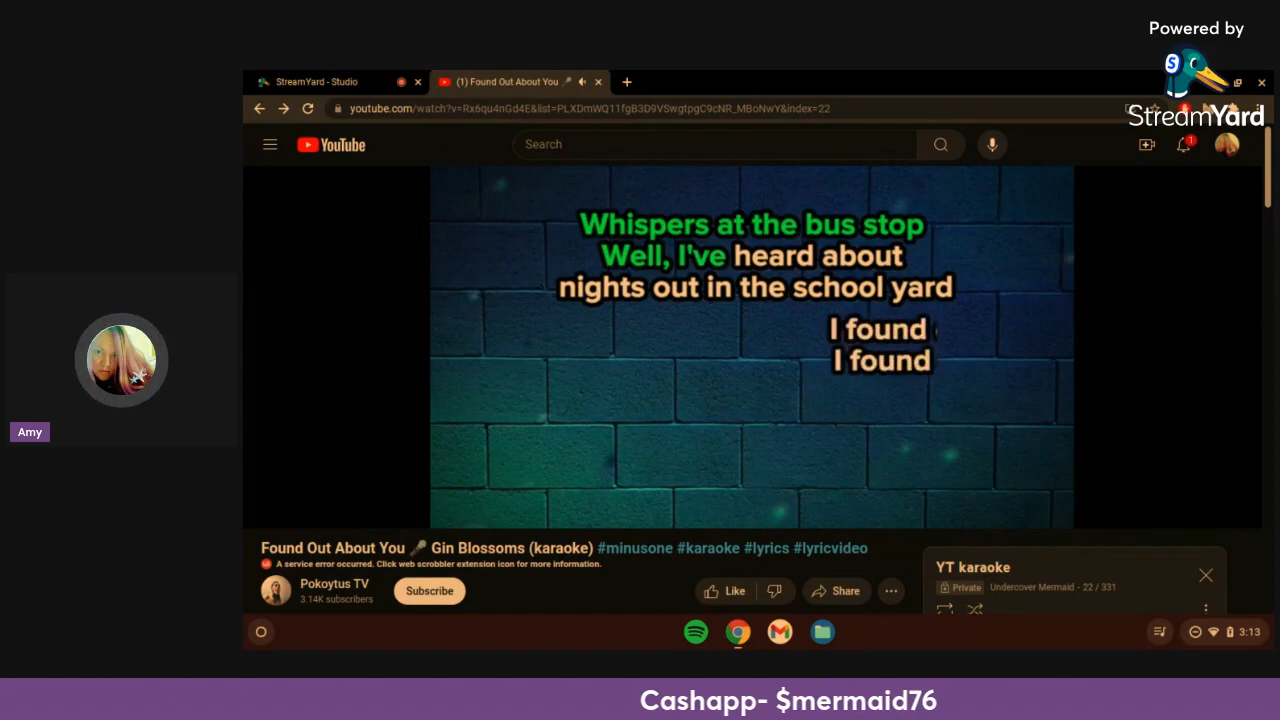 Powered by
StreamYard
StreamYard - Studio
(1) Found Out About You
youtube.com/watch?v=Rx6qu4nGd4E&list=PLXDmWQ11fgB3D9VSwgtpgC9cNR_MBoNwY&index=22
YouTube
Search
1
Whispers at the bus stop
Well, I've heard about
nights out in the school yard
I found
I found
Found Out About You 🎤 Gin Blossoms (karaoke) #minusone #karaoke #lyrics #lyricvideo
A service error occurred. Click web scrobbler extension icon for more information.
Pokoytus TV
3.14K subscribers
Subscribe
Like
Share
YT karaoke
Private
Undercover Mermaid - 22 / 331
Amy
3:13
Cashapp- $mermaid76